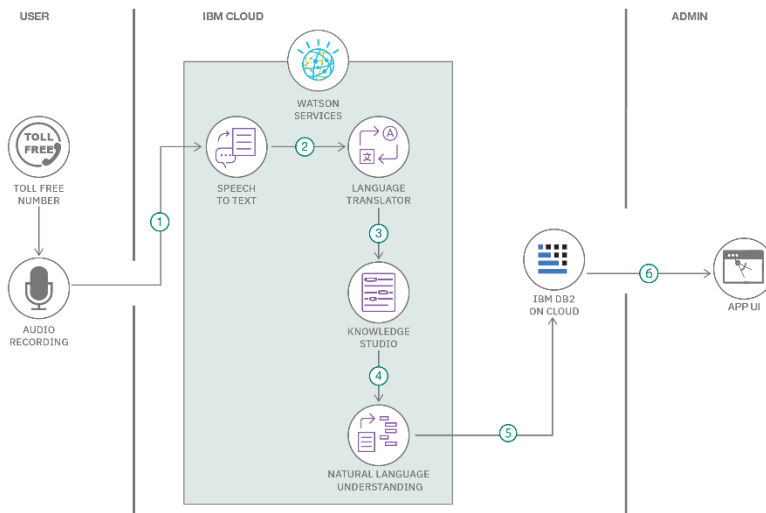 USER
IBM CLOUD
ADMIN
WATSON
SERVICES
TOLL
FREE
TOLL FREE
NUMBER
SPEECH
TO TEXT
2
A
文
LANGUAGE
TRANSLATOR
1
3
AUDIO
RECORDING
KNOWLEDGE
STUDIO
IBM DB2
ON CLOUD
6
APP UI
4
NATURAL LANGUAGE
UNDERSTANDING
5